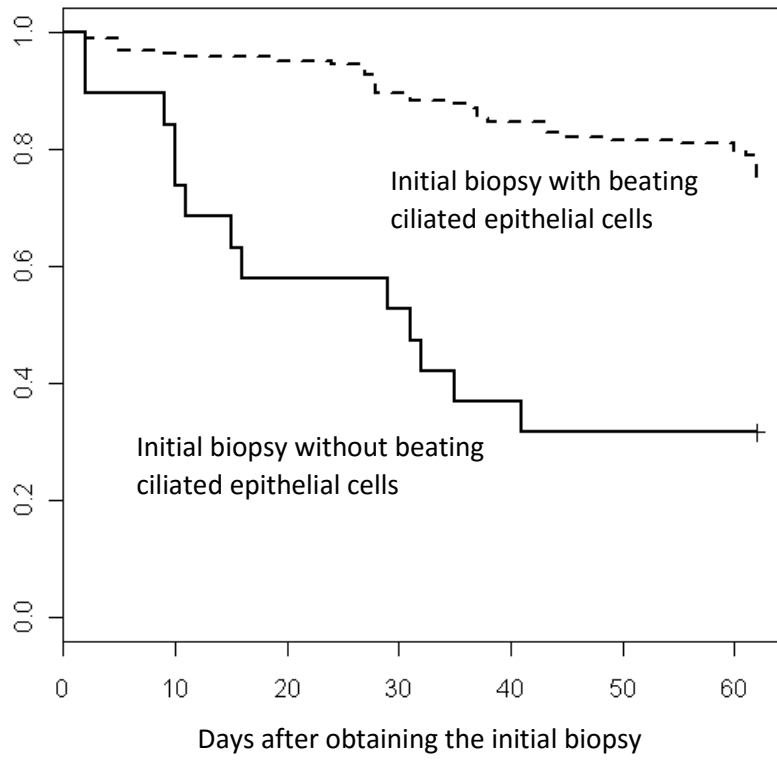 1.0
0.8
Initial biopsy with beating
ciliated epithelial cells
0.6
0.4
Initial biopsy without beating
ciliated epithelial cells
0.2
0.0
0 10 20 30 40 50 60
Days after obtaining the initial biopsy